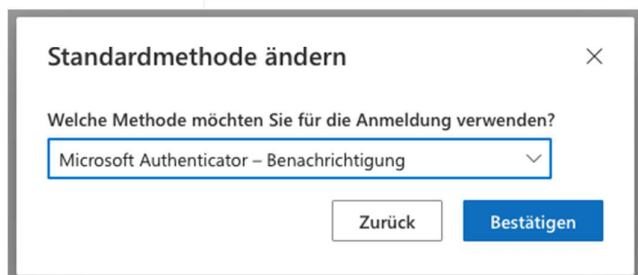 Standardmethode ändern
Welche Methode möchten Sie für die Anmeldung verwenden?
Microsoft Authenticator – Benachrichtigung
Zurück
Bestätigen